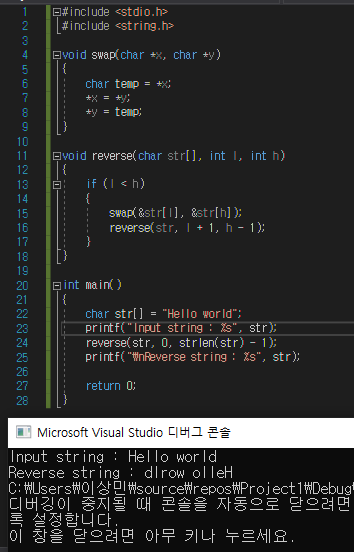 1 #include <stdio.h>
2 #include <string.h>
3
4 void swap(char *x, char *y)
5 {
6 char temp = *x;
7 *x = *y;
8 *y = temp;
9 }
10
11 void reverse(char str[], int l, int h)
12 {
13 if (l < h)
14 {
15 swap(&str[l], &str[h]);
16 reverse(str, l + 1, h - 1);
17 }
18 }
19
20 int main()
21 {
22 char str[] = "Hello world";
23 printf("Input string : %s", str);
24 reverse(str, 0, strlen(str) - 1);
25 printf("₩nReverse string : %s", str);
26
27 return 0;
28 }
Microsoft Visual Studio 디버그 콘솔
Input string : Hello world
Reverse string : dlrow olleH
C:₩Users₩이상민₩source₩repos₩Project1₩Debug₩
디버깅이 중지될 때 콘솔을 자동으로 닫으려면
록 설정합니다.
이 창을 닫으려면 아무 키나 누르세요.